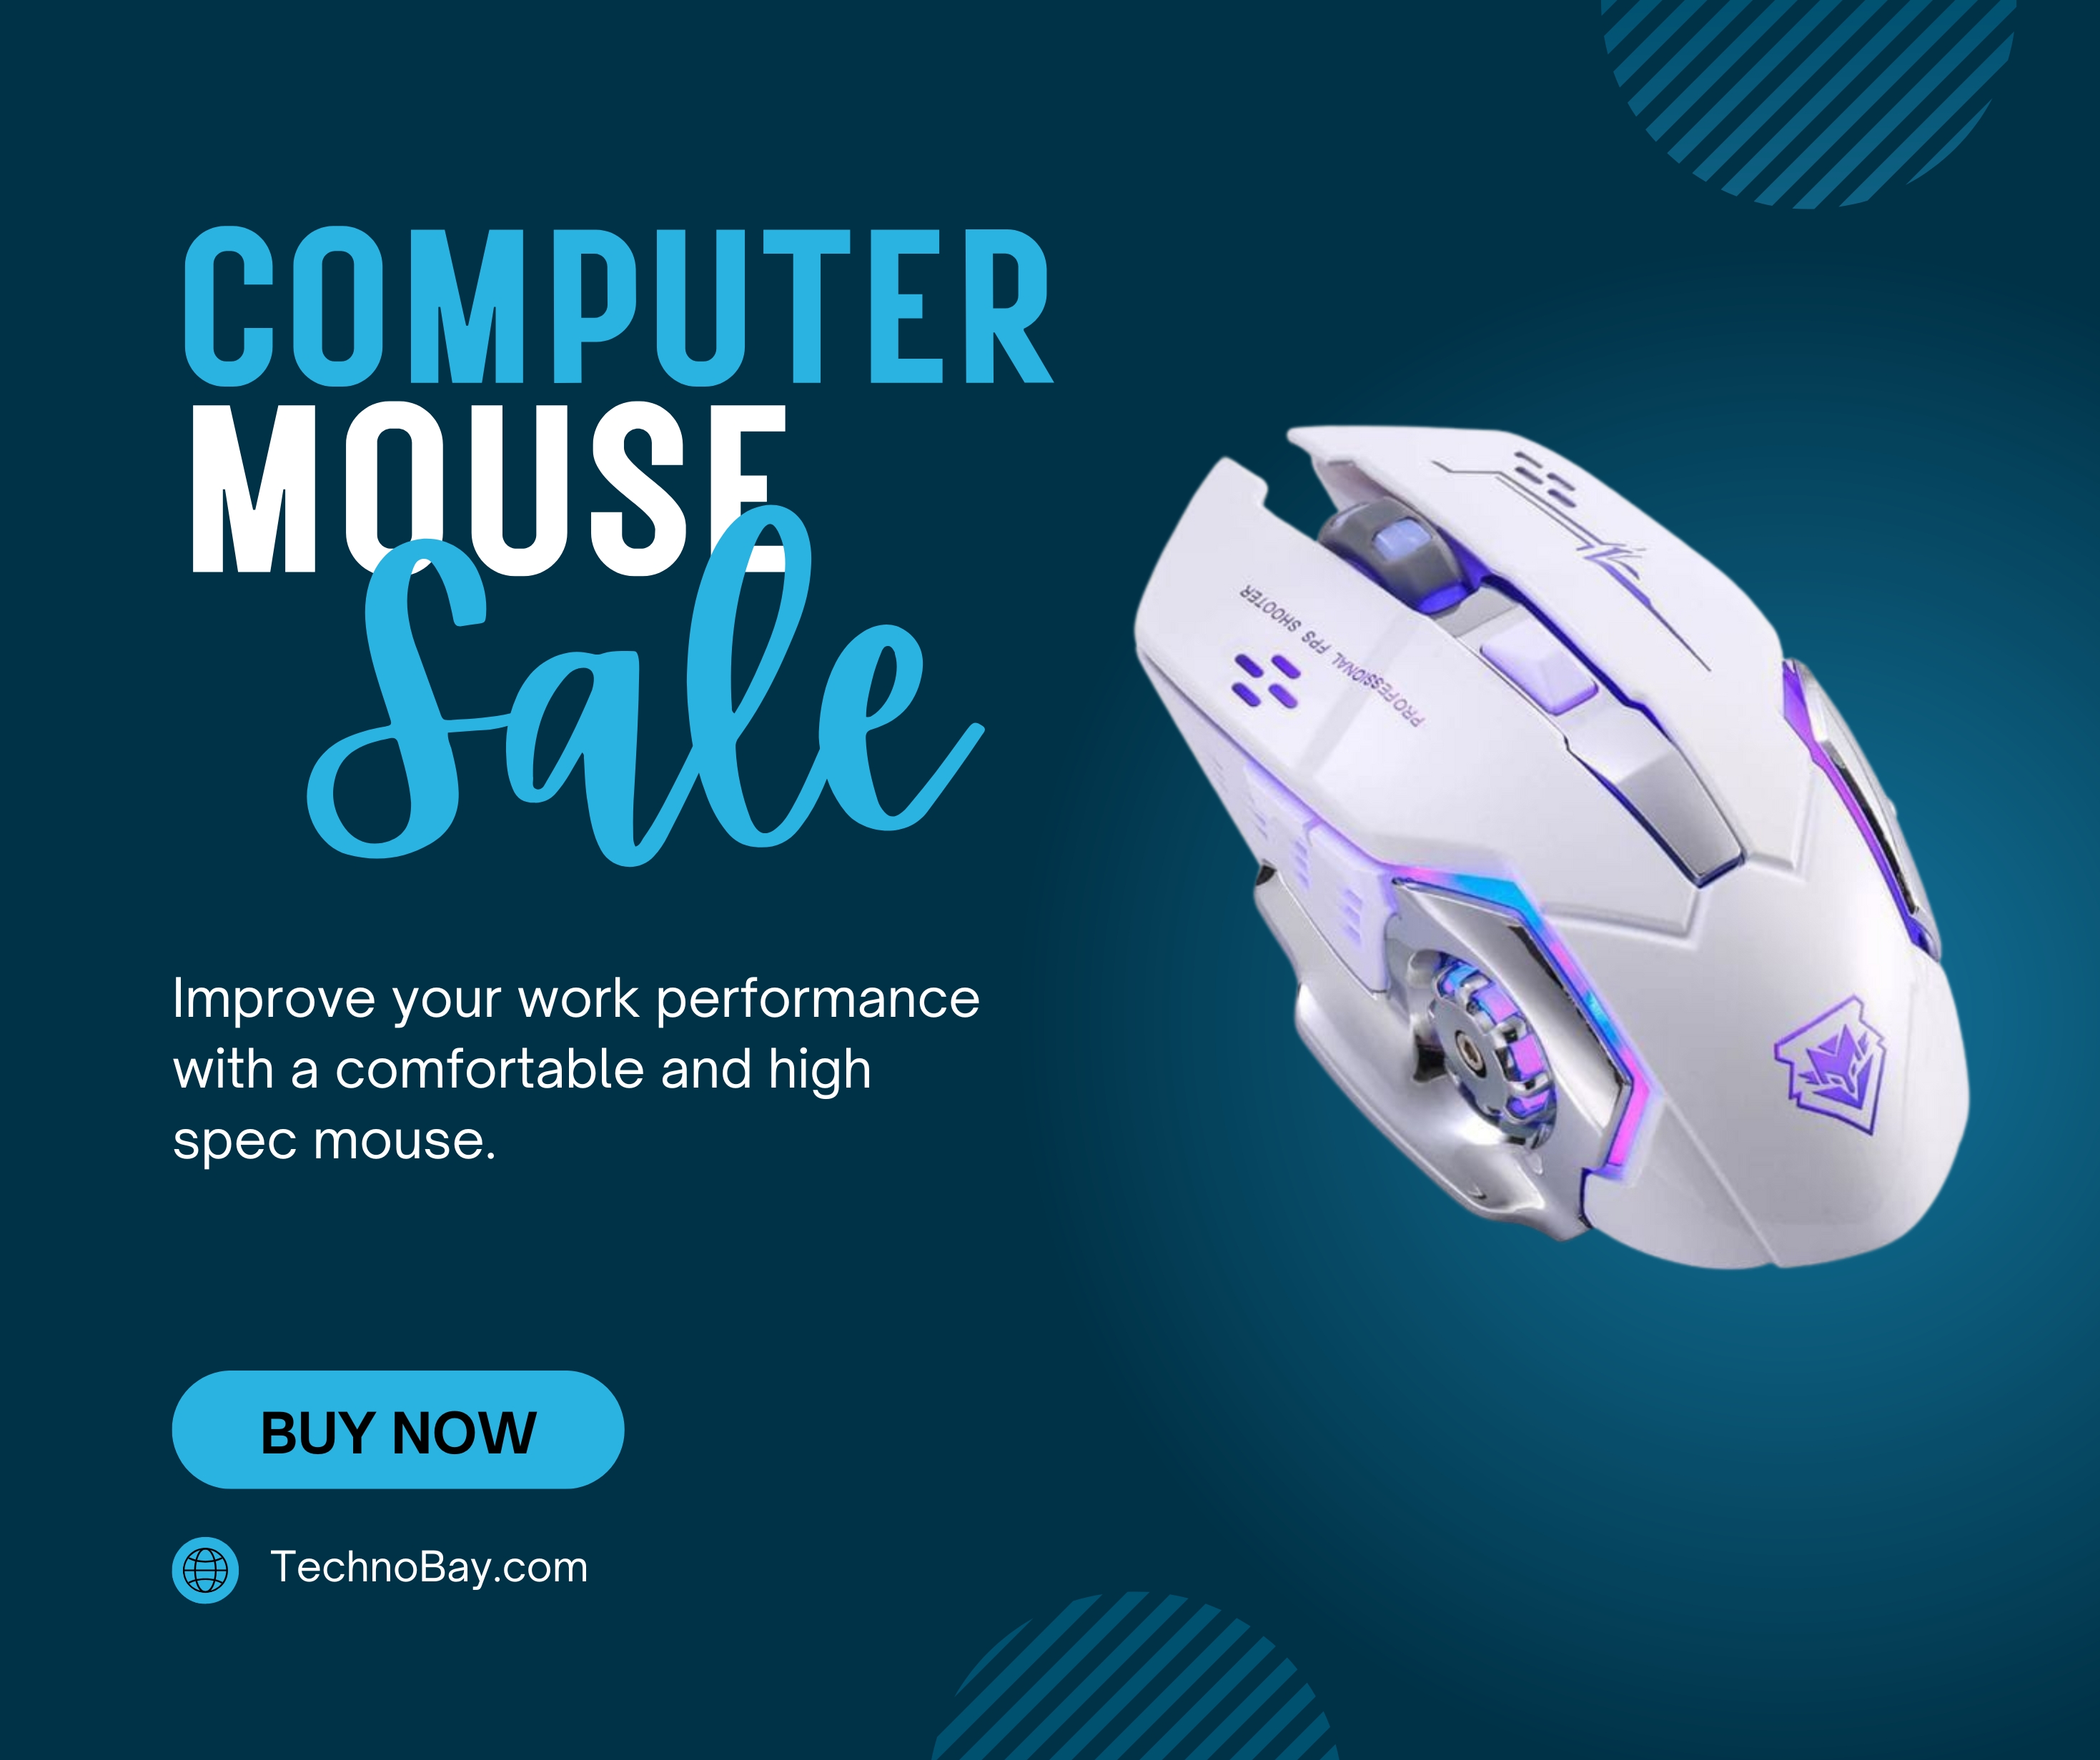 COMPUTER
MOUSE
Sale
Improve your work performance
with a comfortable and high
spec mouse.
BUY NOW
TechnoBay.com
PROFESSIONAL FPS SHOOTER